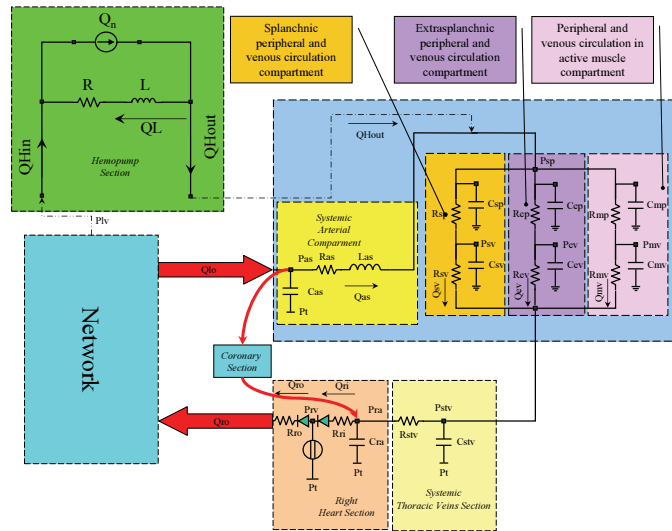 Qn
R
L
QL
QHin
QHout
Hemopump
Section
Splanchnic
peripheral and
venous circulation
compartment
Extrasplanchnic
peripheral and
venous circulation
compartment
Peripheral and
venous circulation in
active muscle
compartment
QHout
Plv
Systemic
Arterial
Comparment
Pas
Ras
Las
Cas
Qas
Pt
Psp
Rsp
Csp
Rep
Cep
Rmp
Cmp
Psv
Csv
Rsv
Qsv
Pev
Cev
Rev
Qev
Pmv
Cmv
Rmv
Qmv
Network
Qlo
Coronary
Section
Qro
Qro
Qri
Prv
Pra
Rro
Rri
Cra
Pt
Pt
Right
Heart Section
Rstv
Pstv
Cstv
Pt
Systemic
Thoracic Veins Section